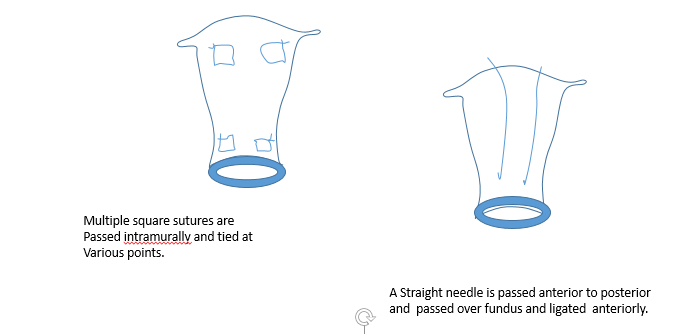 Multiple square sutures are
Passed intramurally and tied at
Various points.
A Straight needle is passed anterior to posterior
and passed over fundus and ligated anteriorly.